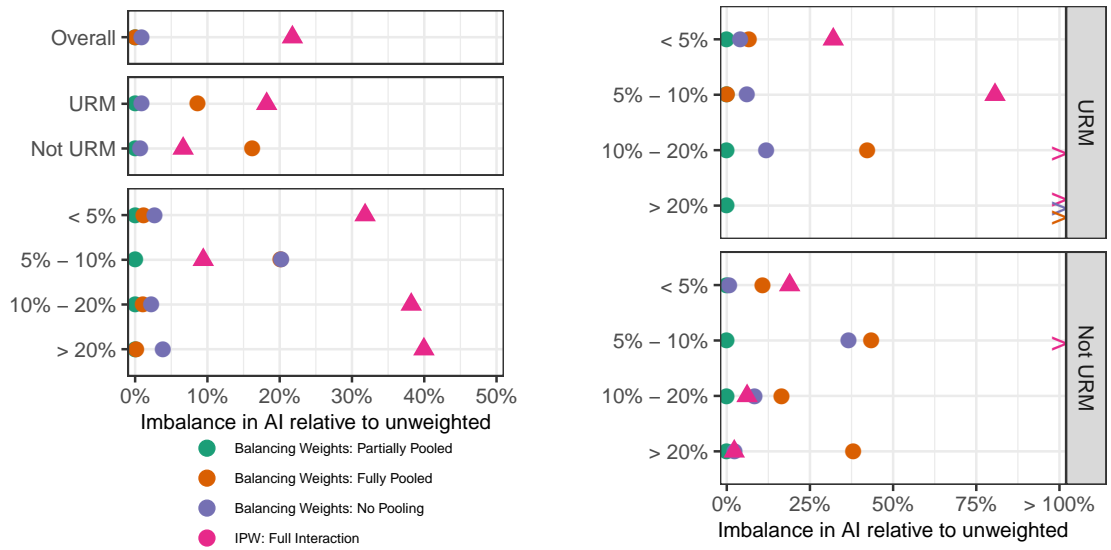 Overall
URM
Not URM
< 5%
5% − 10%
10% − 20%
> 20%
0% 10% 20% 30% 40% 50%
Imbalance in AI relative to unweighted
Balancing Weights: Partially Pooled
Balancing Weights: Fully Pooled
Balancing Weights: No Pooling
IPW: Full Interaction
< 5%
5% − 10%
10% − 20%
> 20%
URM
< 5%
5% − 10%
10% − 20%
> 20%
Not URM
0% 25% 50% 75% > 100%
Imbalance in AI relative to unweighted